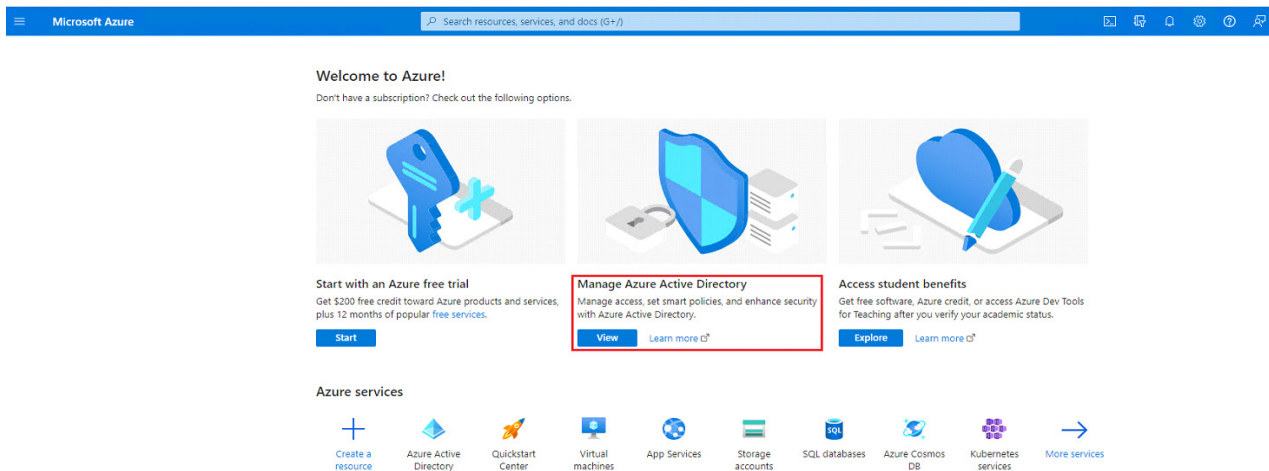 Microsoft Azure
Search resources, services, and docs (G+/)
Welcome to Azure!
Don't have a subscription? Check out the following options.
Start with an Azure free trial
Get $200 free credit toward Azure products and services,
plus 12 months of popular free services.
Start
Manage Azure Active Directory
Manage access, set smart policies, and enhance security
with Azure Active Directory.
View
Learn more
Access student benefits
Get free software, Azure credit, or access Azure Dev Tools
for Teaching after you verify your academic status.
Explore
Learn more
Azure services
Create a
resource
Azure Active
Directory
Quickstart
Center
Virtual
machines
App Services
Storage
accounts
SQL
SQL databases
Azure Cosmos
DB
Kubernetes
services
More services